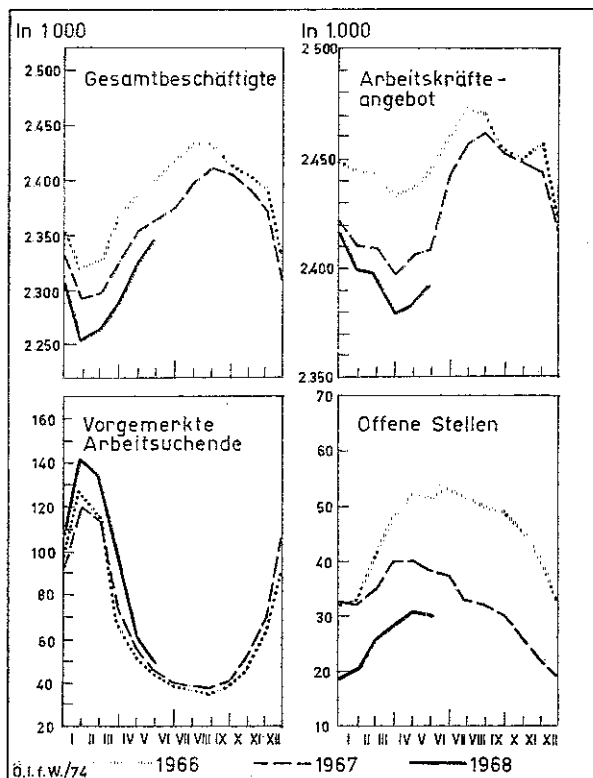 In 1000
In 1.000
2 500
2 500
Gesamtbeschäftigte
Arbeitskräfte-
angebot
2.450
2.400
2.350
2.300
2.250
2.450
2.400
2.350
160
140
120
100
80
60
40
20
Vorgemerkte
Arbeitsuchende
70
60
50
40
30
20
10
Offene Stellen
I II III IV V VI VII VIII IX X XI XII
I II III IV V VI VII VIII IX X XI XII
Ö.I.f.W./74
1966
1967
1968